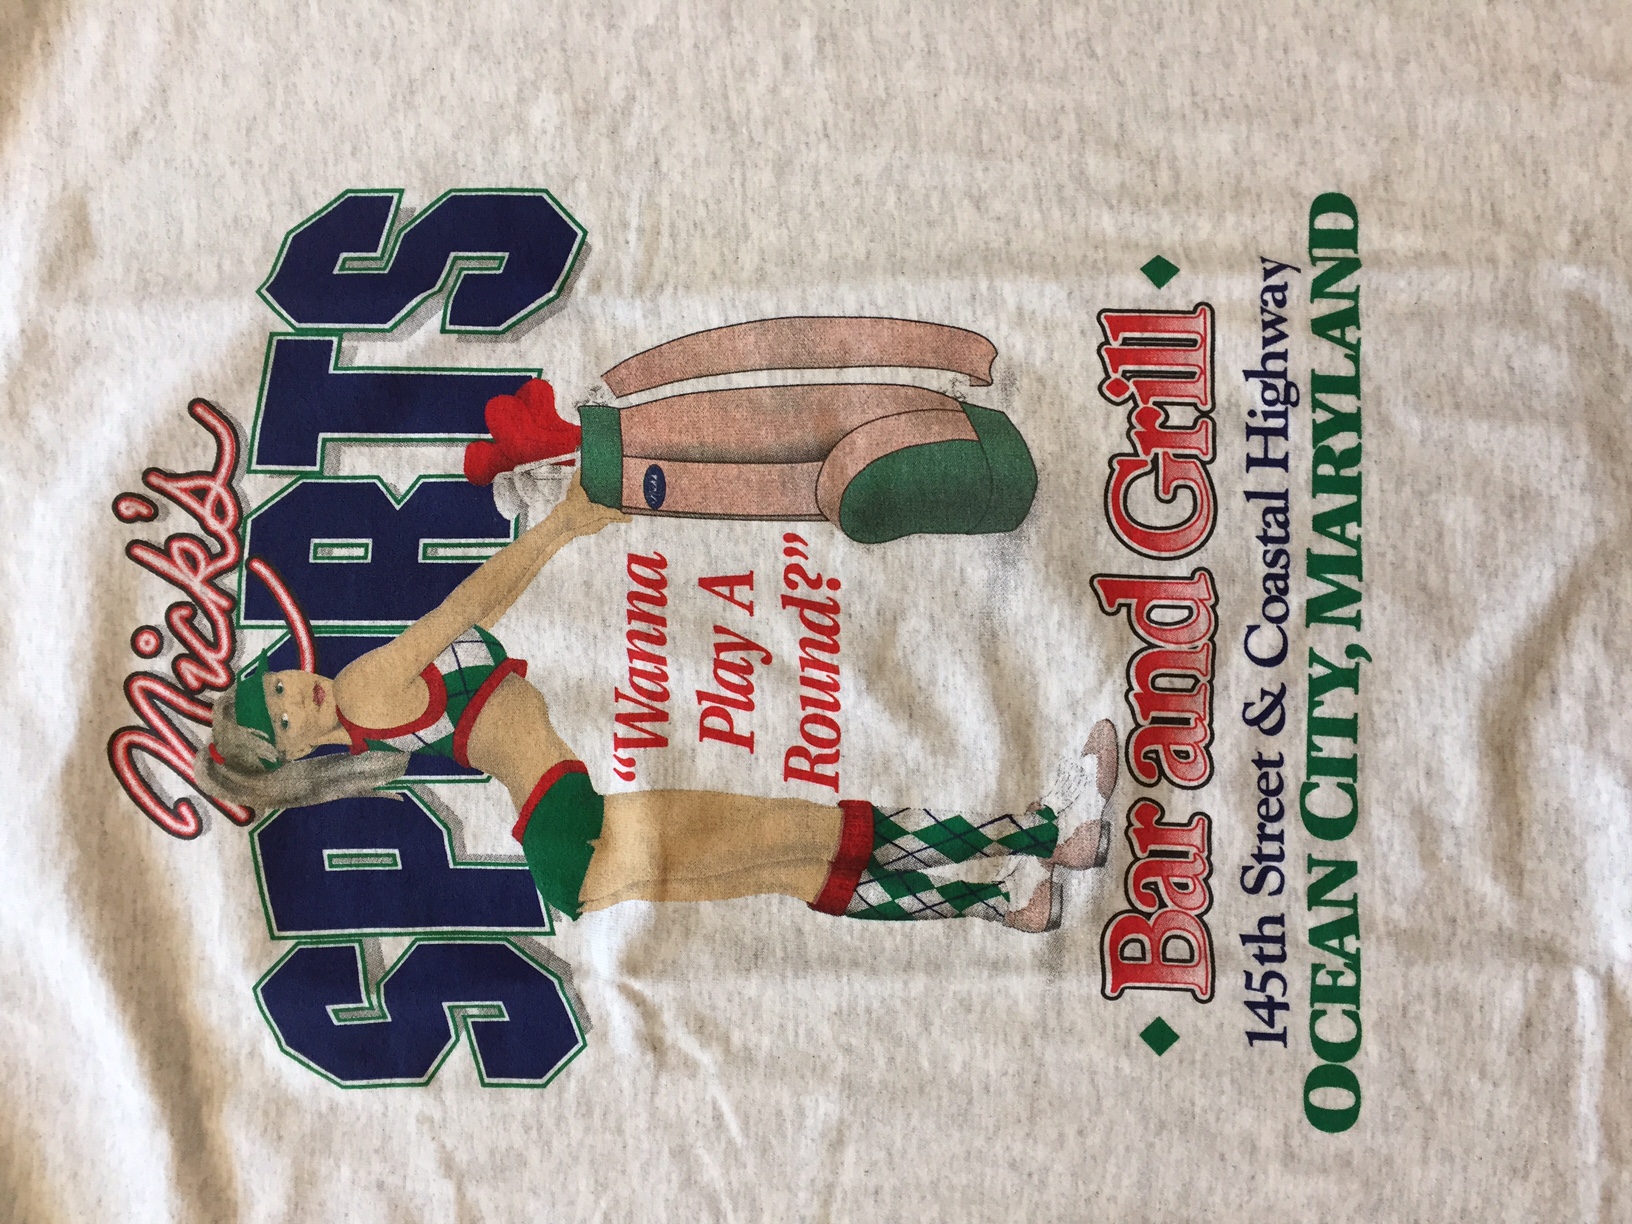 Nick's
SPORTS
"Wanna
Play A
Round?"
Bar and Grill
145th Street & Coastal Highway
OCEAN CITY, MARYLAND